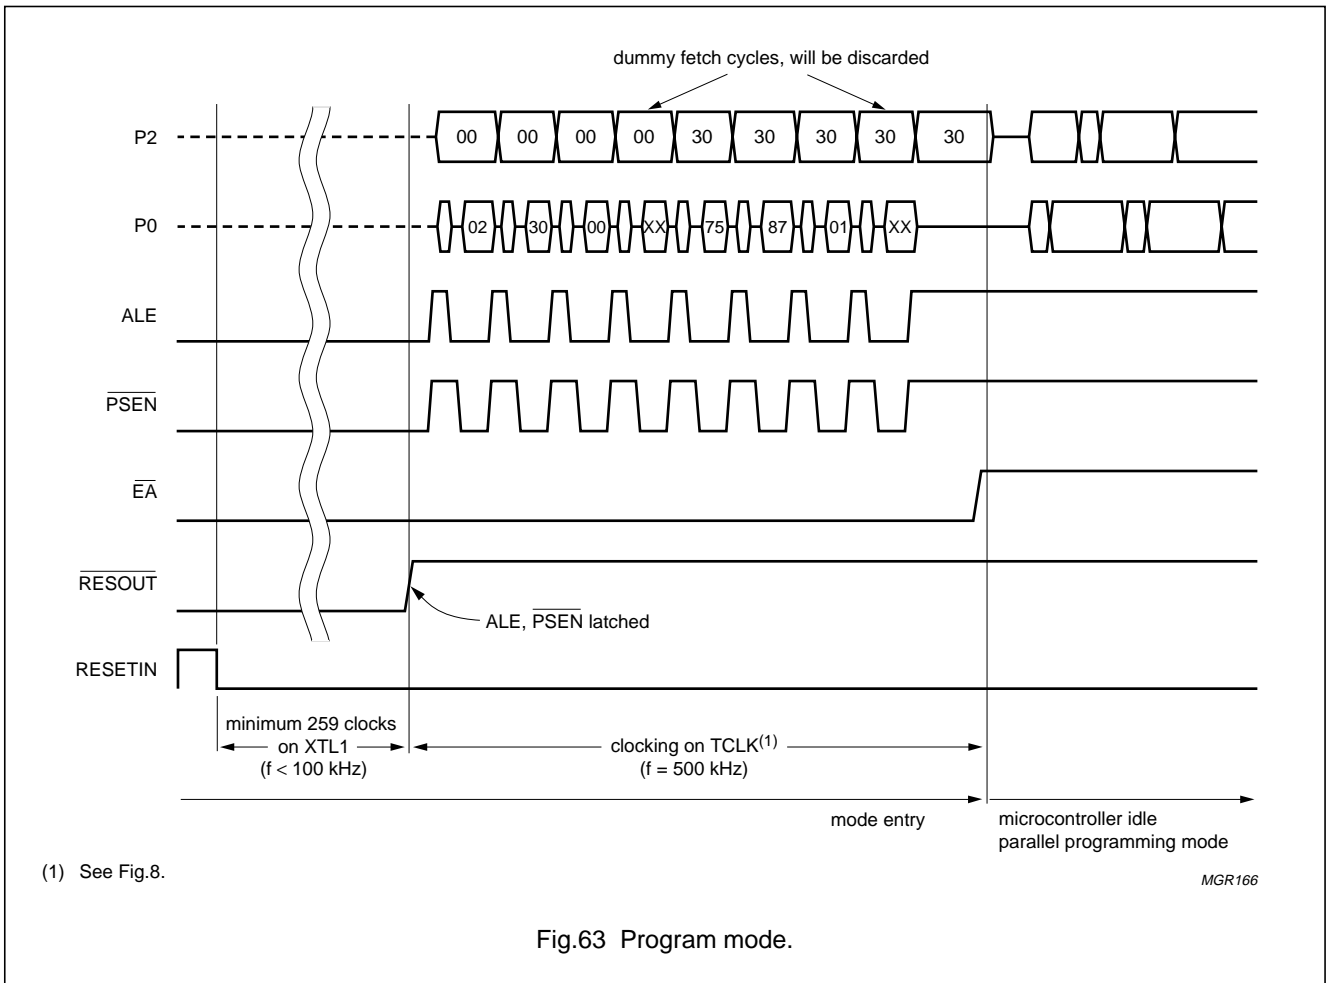 dummy fetch cycles, will be discarded
P2 00 00 00 00 30 30 30 30 30
P0 02 30 00 XX 75 87 01 XX
ALE
PSEN
EA
RESOUT
ALE, PSEN latched
RESETIN
minimum 259 clocks
on XTL1
(f < 100 kHz)
clocking on TCLK(1)
(f = 500 kHz)
mode entry
microcontroller idle
parallel programming mode
(1) See Fig.8.
MGR166
Fig.63 Program mode.